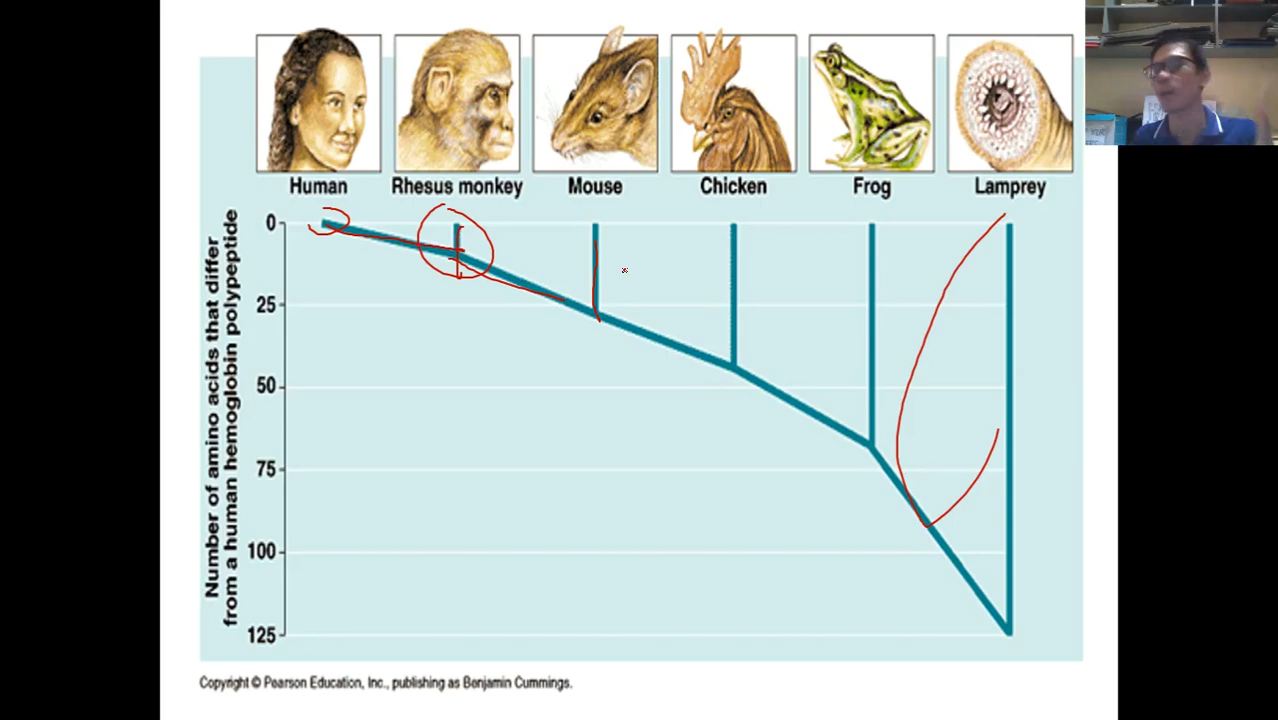 Human
Rhesus monkey
Mouse
Chicken
Frog
Lamprey
Number of amino acids that differ
from a human hemoglobin polypeptide
0
25
50
75
100
125
Copyright © Pearson Education, Inc., publishing as Benjamin Cummings.